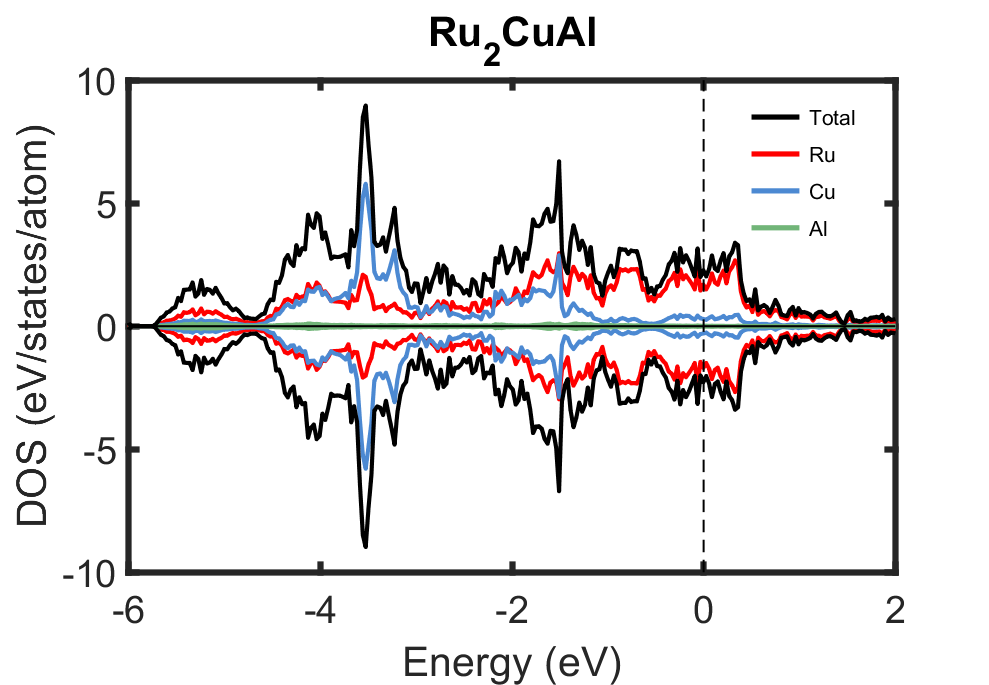 Ru2CuAl
DOS (eV/states/atom)
10
5
0
-5
-10
Total
Ru
Cu
Al
-6 -4 -2 0 2
Energy (eV)